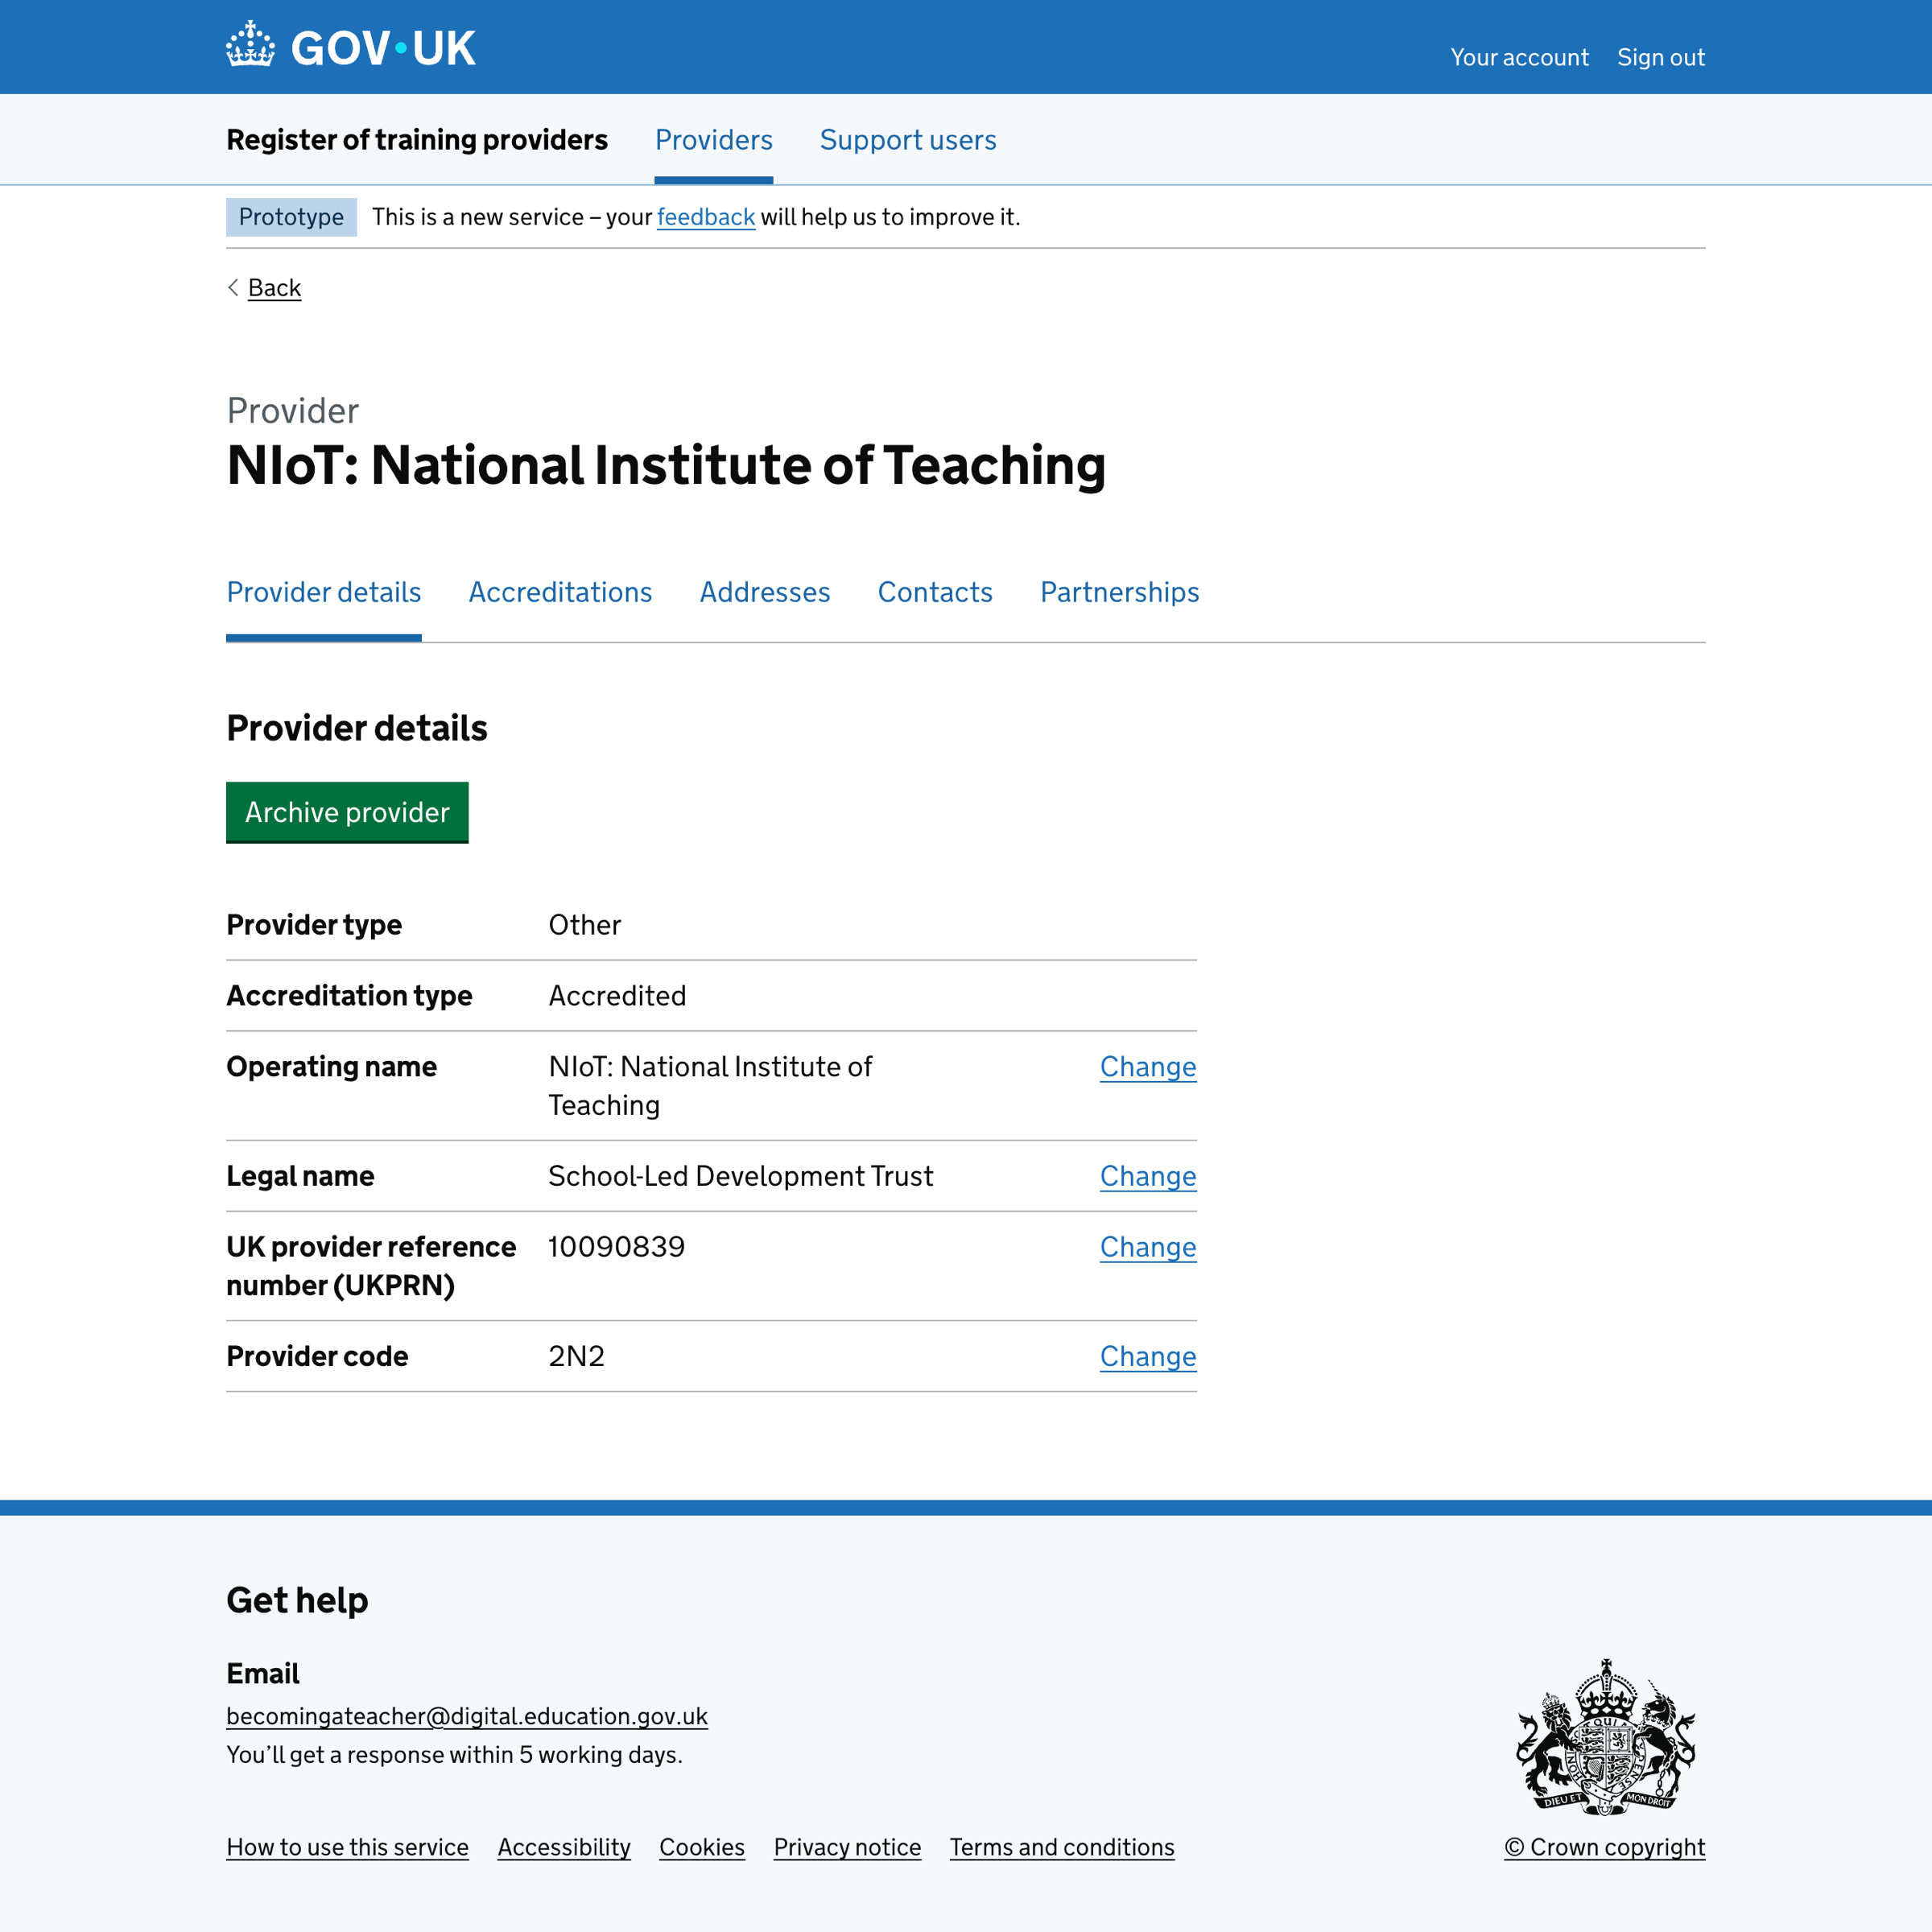 GOV·UK
Your account Sign out
Register of training providers Providers Support users
Prototype This is a new service – your feedback will help us to improve it.
Back
Provider
NIoT: National Institute of Teaching
Provider details Accreditations Addresses Contacts Partnerships
Provider details
Archive provider
Provider type Other
Accreditation type Accredited
Operating name NIoT: National Institute of Change
Teaching
Legal name School-Led Development Trust Change
UK provider reference 10090839 Change
number (UKPRN)
Provider code 2N2 Change
Get help
Email
becomingateacher@digital.education.gov.uk
You’ll get a response within 5 working days.
DIEU ET MON DROIT
How to use this service Accessibility Cookies Privacy notice Terms and conditions © Crown copyright